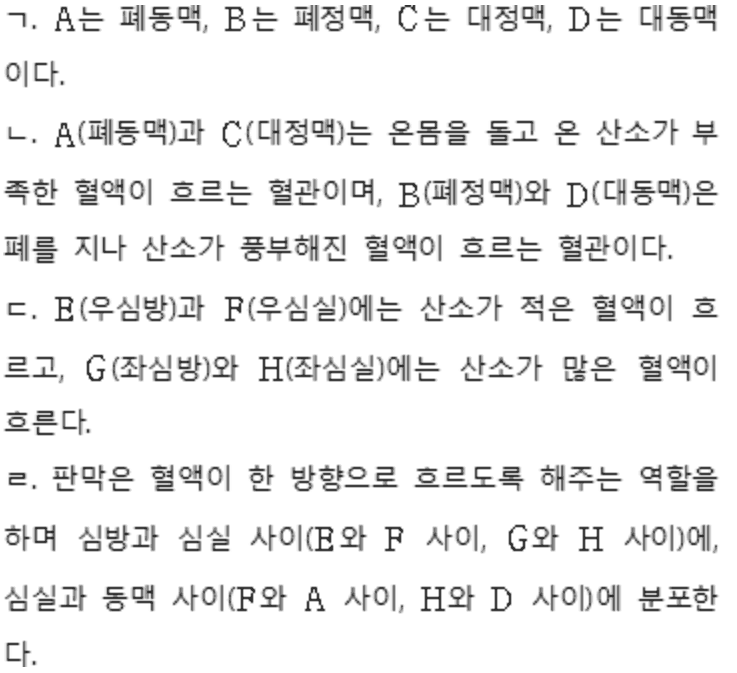 ㄱ. A는 폐동맥, B는 폐정맥, C는 대정맥, D는 대동맥
이다.
ㄴ. A(폐동맥)과 C(대정맥)는 온몸을 돌고 온 산소가 부
족한 혈액이 흐르는 혈관이며, B(폐정맥)와 D(대동맥)은
폐를 지나 산소가 풍부해진 혈액이 흐르는 혈관이다.
ㄷ. E(우심방)과 F(우심실)에는 산소가 적은 혈액이 흐
르고, G(좌심방)와 H(좌심실)에는 산소가 많은 혈액이
흐른다.
ㄹ. 판막은 혈액이 한 방향으로 흐르도록 해주는 역할을
하며 심방과 심실 사이(E와 F 사이, G와 H 사이)에,
심실과 동맥 사이(F와 A 사이, H와 D 사이)에 분포한
다.